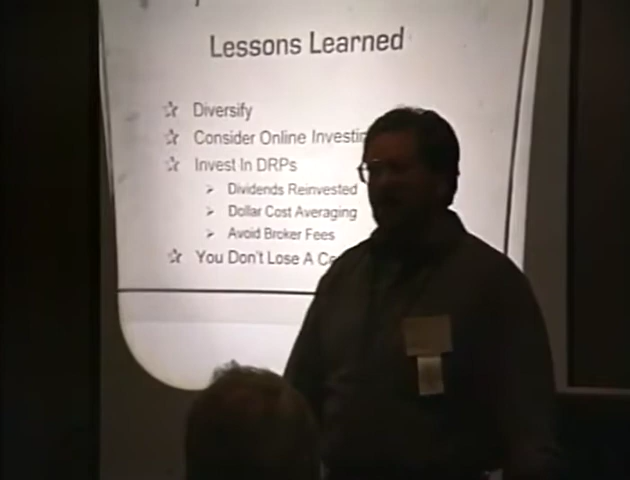 Lessons Learned
Diversify
Consider Online
Invest In DRPs
Dividends Reinvested
Dollar Cost Averaging
Avoid Broker Fees
You Don't Lose A